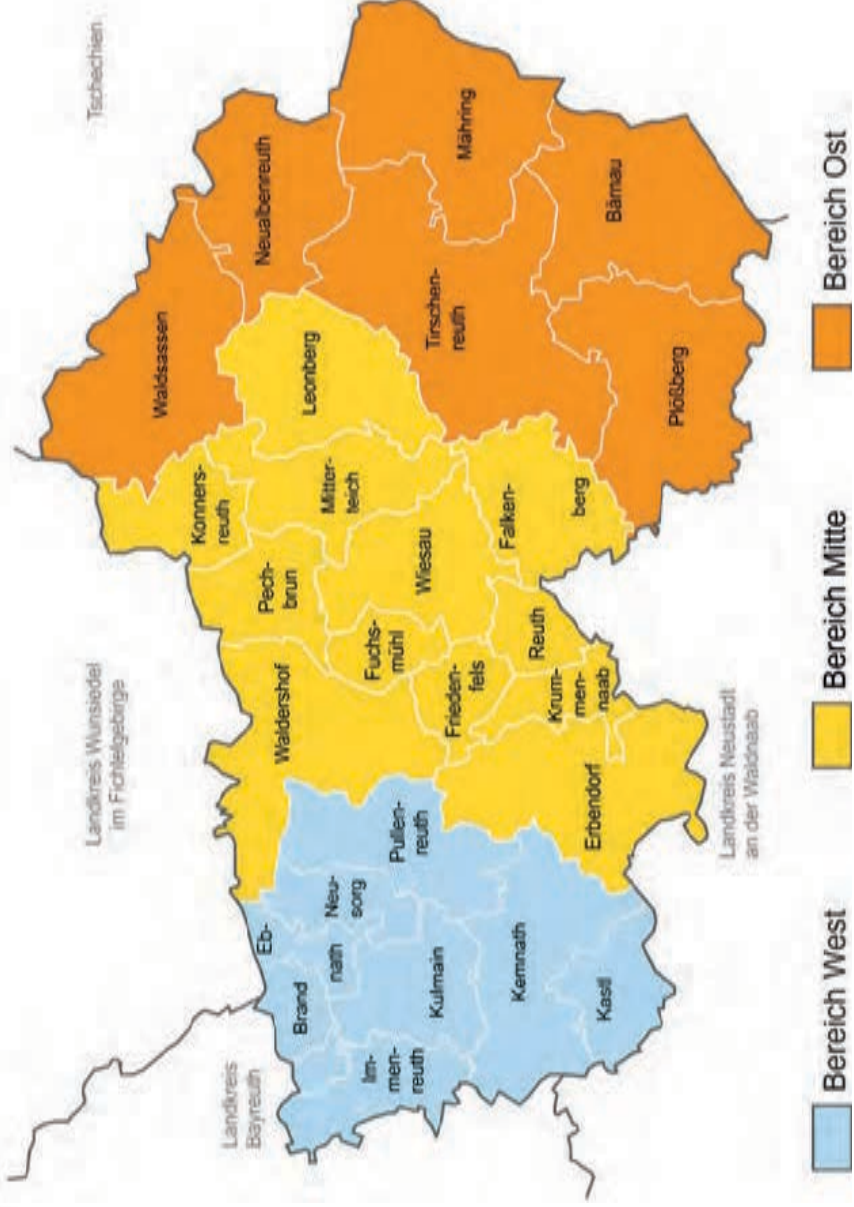 Tschechien
Landkreis Wunsiedel
im Fichtelgebirge
Landkreis
Bayreuth
Landkreis Neustadt
an der Waldnaab
Waldsassen
Neualbenreuth
Mähring
Tirschen-
reuth
Bärnau
Plößberg
Leonberg
Konners-
reuth
Mitter-
teich
Pech-
brun
Wiesau
Falken-
berg
Fuchs-
mühl
Reuth
Frieden-
fels
Krum-
men-
naab
Waldershof
Erbendorf
Pullen-
reuth
Neu-
sorg
Eb-
nath
Brand
Kulmain
Im-
men-
reuth
Kemnath
Kastl
Bereich West
Bereich Mitte
Bereich Ost